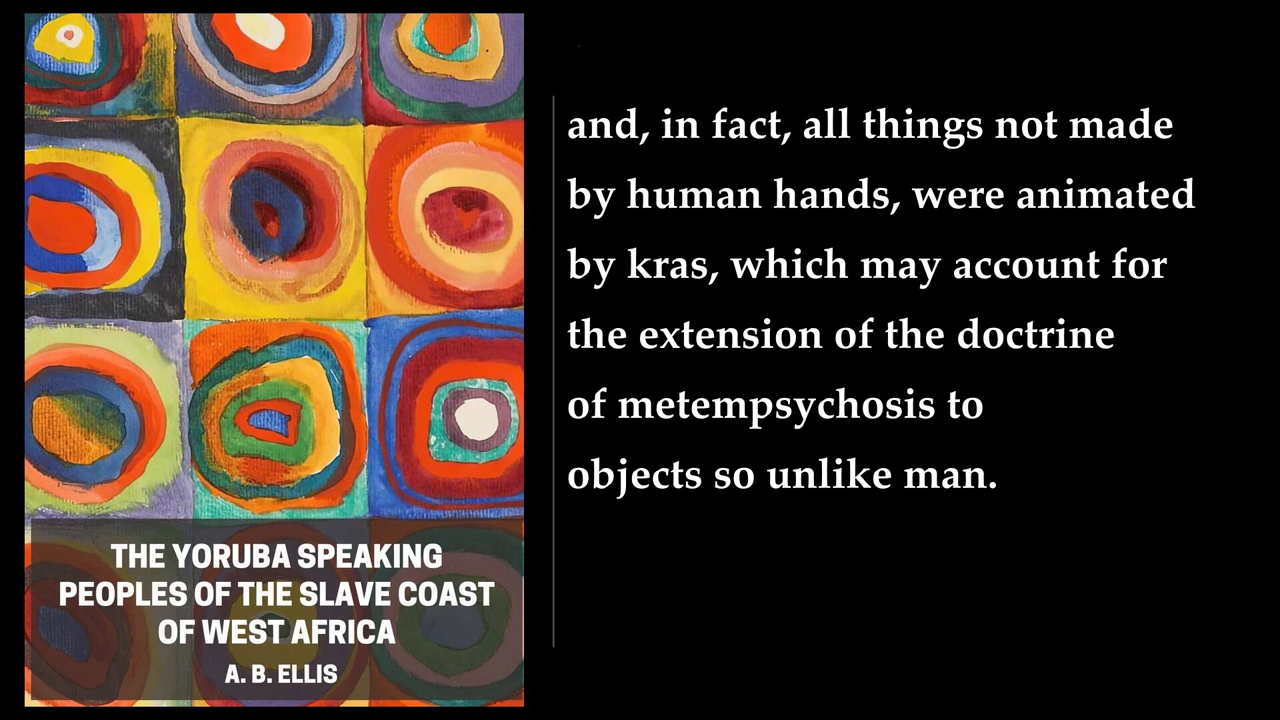 and, in fact, all things not made
by human hands, were animated
by kras, which may account for
the extension of the doctrine
of metempsychosis to
objects so unlike man.
THE YORUBA SPEAKING
PEOPLES OF THE SLAVE COAST
OF WEST AFRICA
A. B. ELLIS